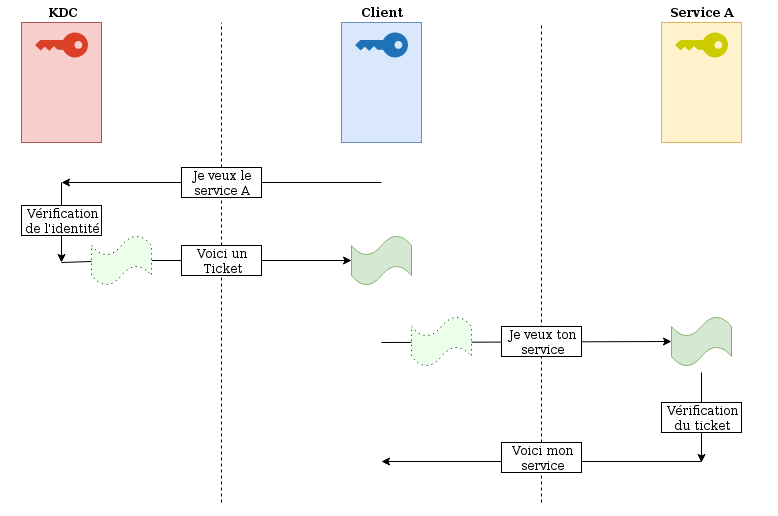 KDC
Client
Service A
Je veux le
service A
Vérification
de l'identité
Voici un
Ticket
Je veux ton
service
Vérification
du ticket
Voici mon
service